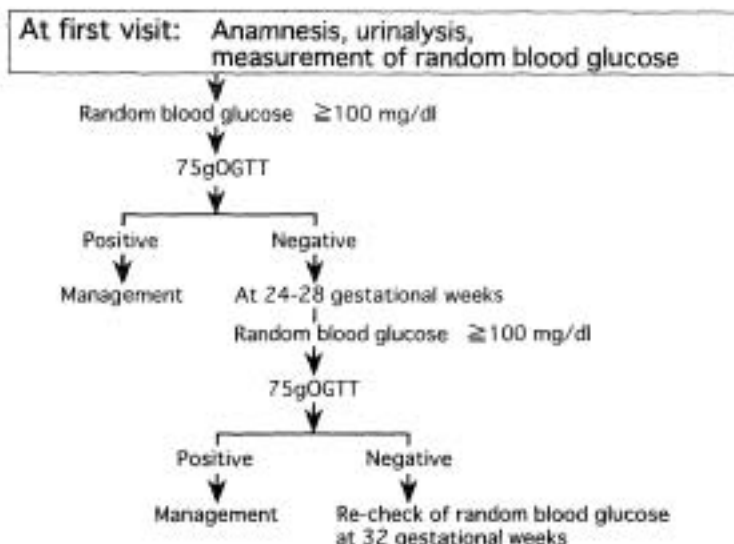 At first visit: Anamnesis, urinalysis,
measurement of random blood glucose
Random blood glucose ≧100 mg/dl
75gOGTT
Positive Negative
Management At 24-28 gestational weeks
Random blood glucose ≧100 mg/dl
75gOGTT
Positive Negative
Management Re-check of random blood glucose
at 32 gestational weeks